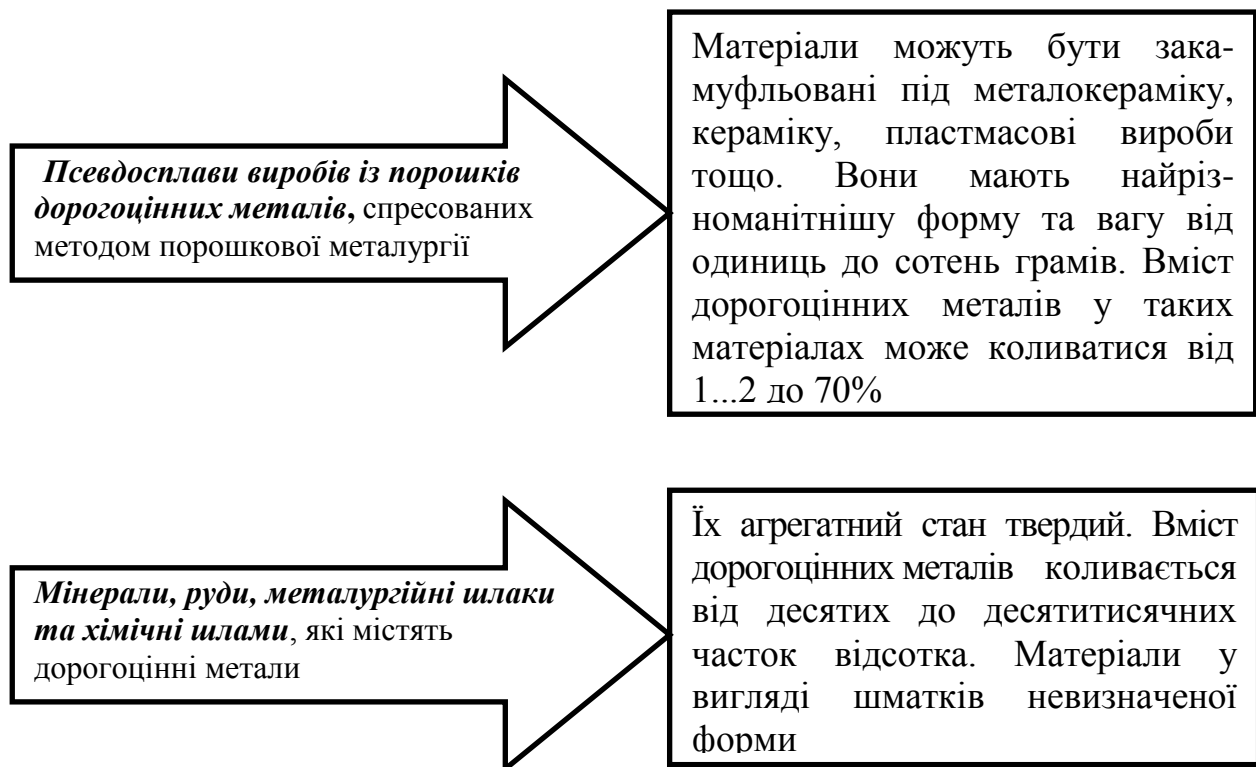 Псевдосплави виробів із порошків
дорогоцінних металів, спресованих
методом порошкової металургії
Матеріали можуть бути зака-
муфльовані під металокераміку,
кераміку, пластмасові вироби
тощо. Вони мають найріз-
номанітнішу форму та вагу від
одиниць до сотень грамів. Вміст
дорогоцінних металів у таких
матеріалах може коливатися від
1...2 до 70%
Мінерали, руди, металургійні шлаки
та хімічні шлами, які містять
дорогоцінні метали
Їх агрегатний стан твердий. Вміст
дорогоцінних металів коливається
від десятих до десятитисячних
часток відсотка. Матеріали у
вигляді шматків невизначеної
форми